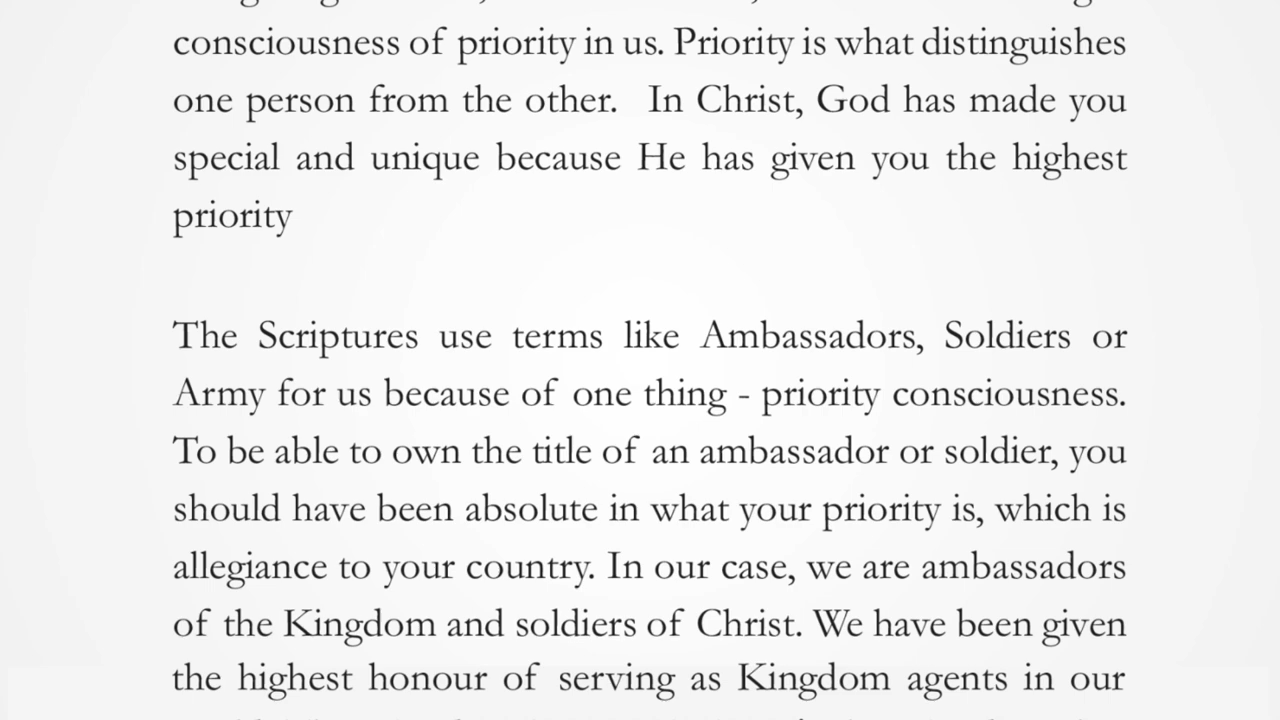 consciousness of priority in us. Priority is what distinguishes
one person from the other. In Christ, God has made you
special and unique because He has given you the highest
priority
The Scriptures use terms like Ambassadors, Soldiers or
Army for us because of one thing - priority consciousness.
To be able to own the title of an ambassador or soldier, you
should have been absolute in what your priority is, which is
allegiance to your country. In our case, we are ambassadors
of the Kingdom and soldiers of Christ. We have been given
the highest honour of serving as Kingdom agents in our